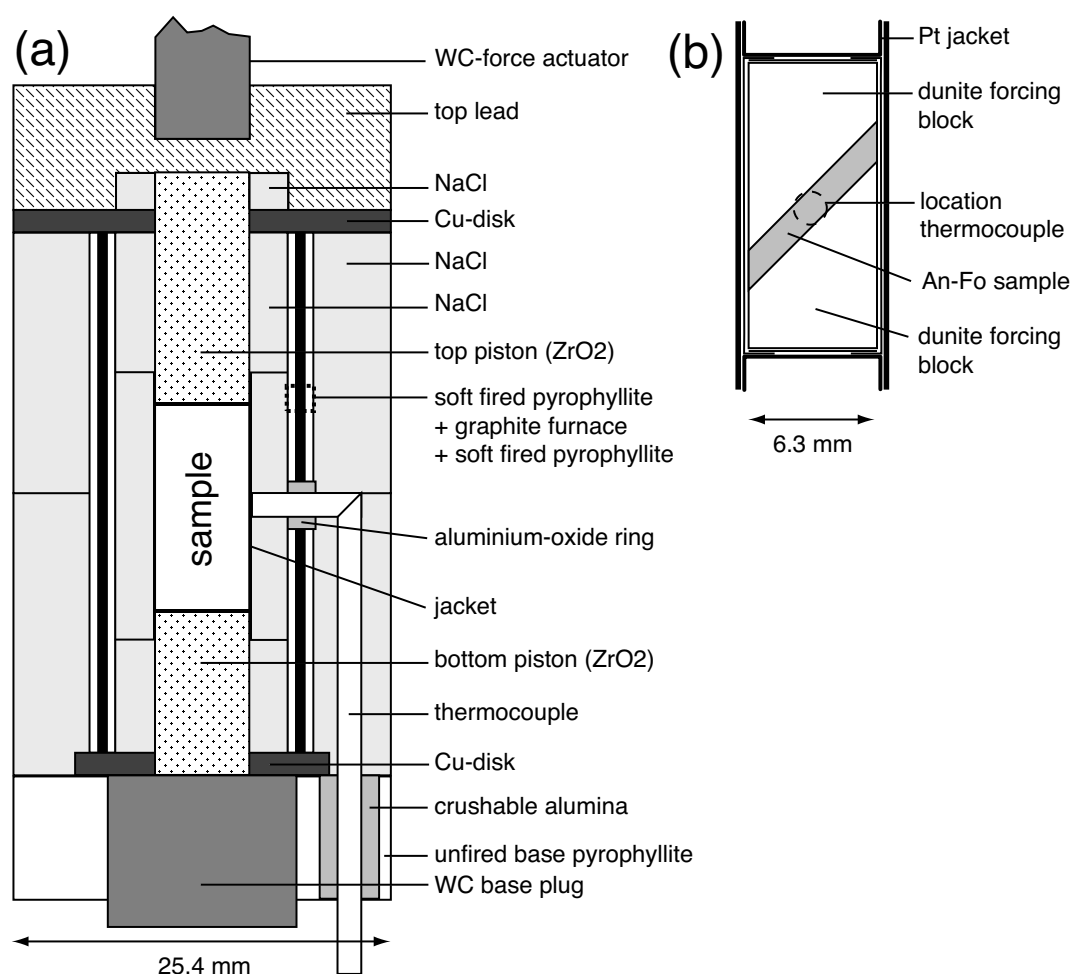 (a)
WC-force actuator
top lead
NaCl
Cu-disk
NaCl
NaCl
top piston (ZrO2)
soft fired pyrophyllite
+ graphite furnace
+ soft fired pyrophyllite
sample
aluminium-oxide ring
jacket
bottom piston (ZrO2)
thermocouple
Cu-disk
crushable alumina
unfired base pyrophyllite
WC base plug
25.4 mm
(b)
Pt jacket
dunite forcing
block
location
thermocouple
An-Fo sample
dunite forcing
block
6.3 mm